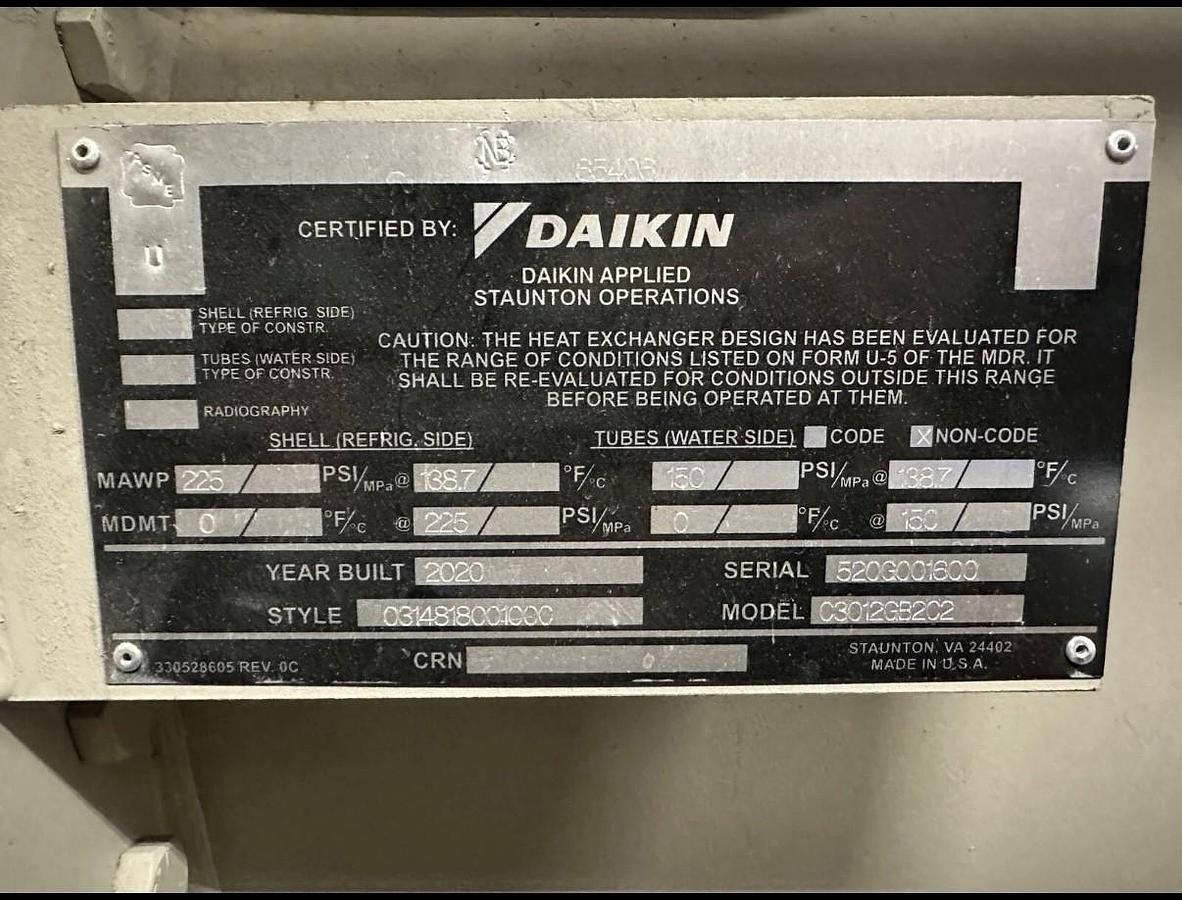 ASME
NB
U
CERTIFIED BY: DAIKIN
DAIKIN APPLIED
STAUNTON OPERATIONS
SHELL (REFRIG. SIDE)
TYPE OF CONSTR.
TUBES (WATER SIDE)
TYPE OF CONSTR.
RADIOGRAPHY
CAUTION: THE HEAT EXCHANGER DESIGN HAS BEEN EVALUATED FOR
THE RANGE OF CONDITIONS LISTED ON FORM U-5 OF THE MDR. IT
SHALL BE RE-EVALUATED FOR CONDITIONS OUTSIDE THIS RANGE
BEFORE BEING OPERATED AT THEM.
SHELL (REFRIG. SIDE) TUBES (WATER SIDE) CODE X NON-CODE
MAWP 225 / PSI/MPa @ 138.7 / °F/°C 150 / PSI/MPa @ 138.7 / °F/°C
MDMT 0 / °F/°C @ 225 / PSI/MPa 0 / °F/°C @ 150 / PSI/MPa
YEAR BUILT 2020 SERIAL 520G001600
STYLE MODEL C3012GB2C2
330528605 REV. 0C CRN 0 STAUNTON, VA 24402
MADE IN U.S.A.